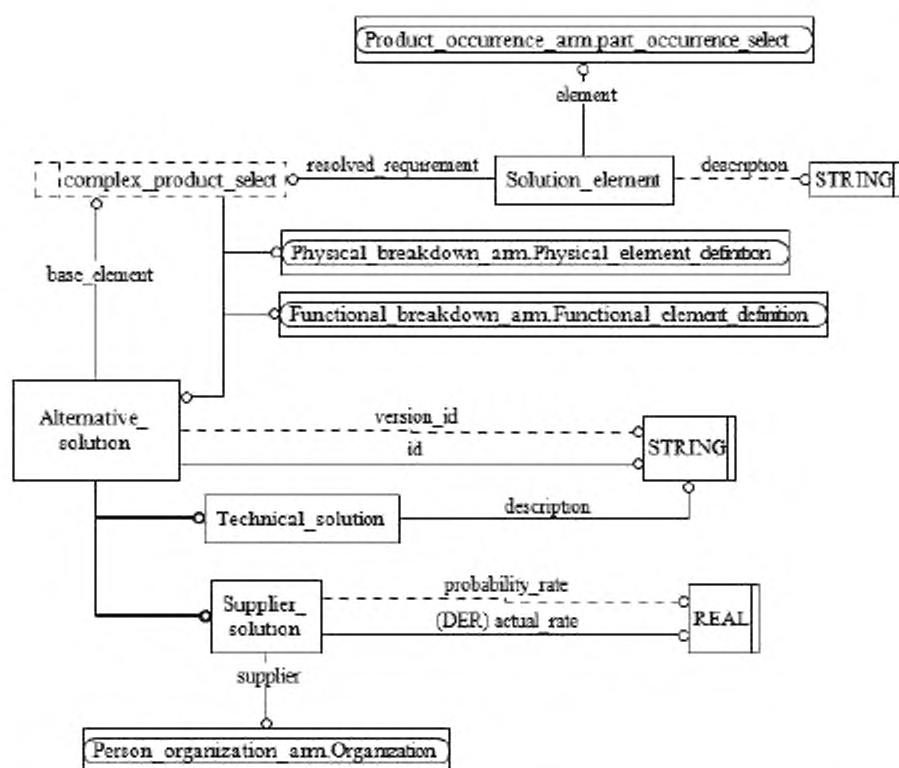 Product_occurrence_arm.part_occurrence_select
element
complex_product_select
resolved_requirement
Solution_element
description
STRING
Physical_breakdown_arm.Physical_element_definition
base_element
Functional_breakdown_arm.Functional_element_definition
Alternative_
solution
version_id
id
STRING
Technical_solution
description
Supplier_
solution
probability_rate
(DER) actual_rate
REAL
supplier
Person_organization_arm.Organization